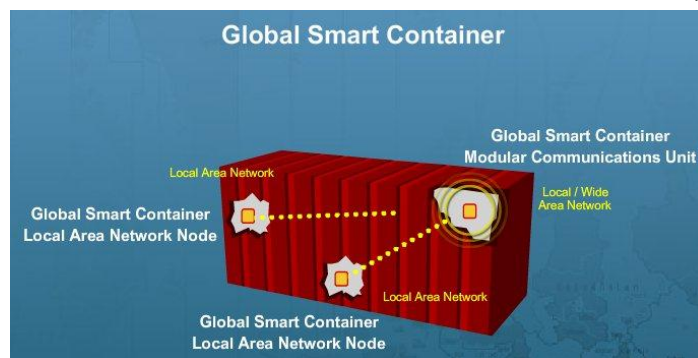 Global Smart Container
Global Smart Container
Modular Communications Unit
Local Area Network
Local / Wide
Area Network
Global Smart Container
Local Area Network Node
Local Area Network
Global Smart Container
Local Area Network Node